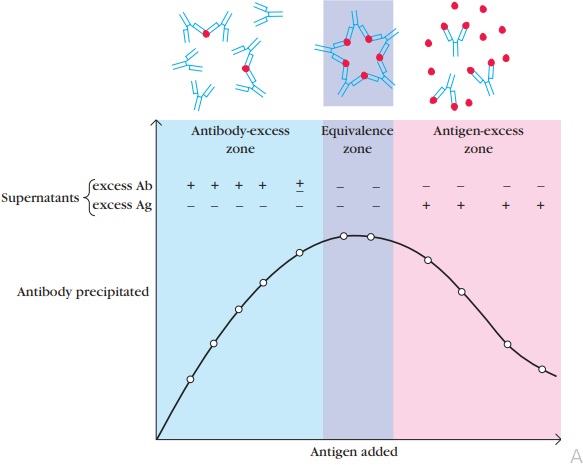 Antibody-excess zone
Equivalence zone
Antigen-excess zone
Supernatants
excess Ab + + + + ± – – – – – –
excess Ag – – – – – – – + + + +
Antibody precipitated
Antigen added
A